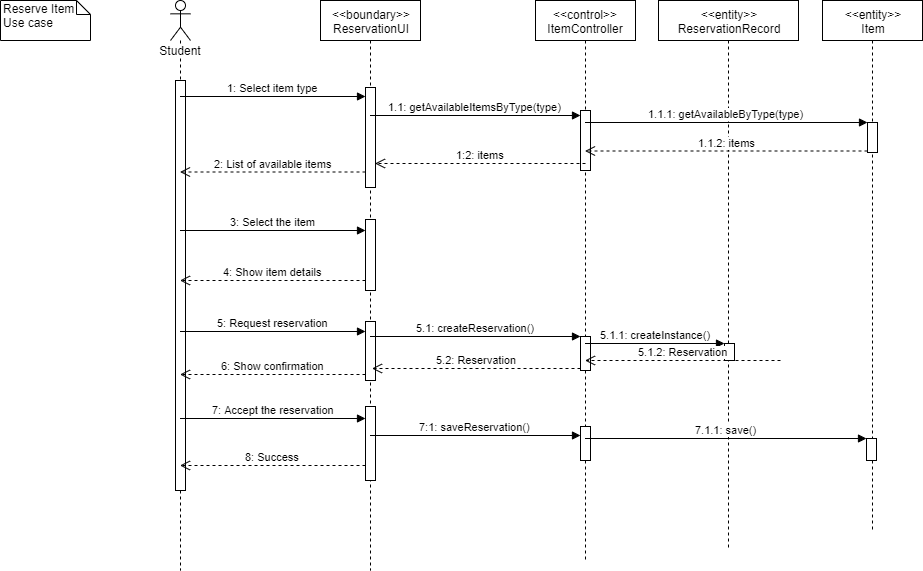 Reserve Item
Use case
Student
<<boundary>>
ReservationUI
<<control>>
ItemController
<<entity>>
ReservationRecord
<<entity>>
Item
1: Select item type
1.1: getAvailableItemsByType(type)
1.1.1: getAvailableByType(type)
1.1.2: items
1:2: items
2: List of available items
3: Select the item
4: Show item details
5: Request reservation
5.1: createReservation()
5.1.1: createInstance()
5.1.2: Reservation
5.2: Reservation
6: Show confirmation
7: Accept the reservation
7:1: saveReservation()
7.1.1: save()
8: Success